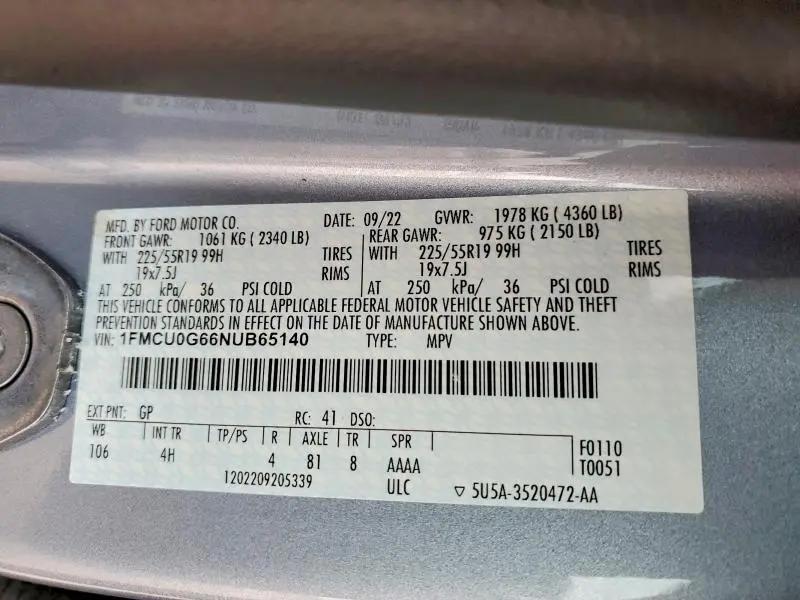 MFD. BY FORD MOTOR CO. DATE: 09/22 GVWR: 1978 KG ( 4360 LB)
FRONT GAWR: 1061 KG ( 2340 LB) REAR GAWR: 975 KG ( 2150 LB)
WITH 225/55R19 99H TIRES WITH 225/55R19 99H TIRES
19x7.5J RIMS 19x7.5J RIMS
AT 250 kPa/ 36 PSI COLD AT 250 kPa/ 36 PSI COLD
THIS VEHICLE CONFORMS TO ALL APPLICABLE FEDERAL MOTOR VEHICLE SAFETY AND THEFT
PREVENTION STANDARDS IN EFFECT ON THE DATE OF MANUFACTURE SHOWN ABOVE.
VIN: 1FMCU0G66NUB65140 TYPE: MPV
EXT PNT: GP RC: 41 DSO:
WB INT TR TP/PS R AXLE TR SPR F0110
106 4H 4 81 8 AAAA T0051
1202209205339 ULC ▽ 5U5A-3520472-AA